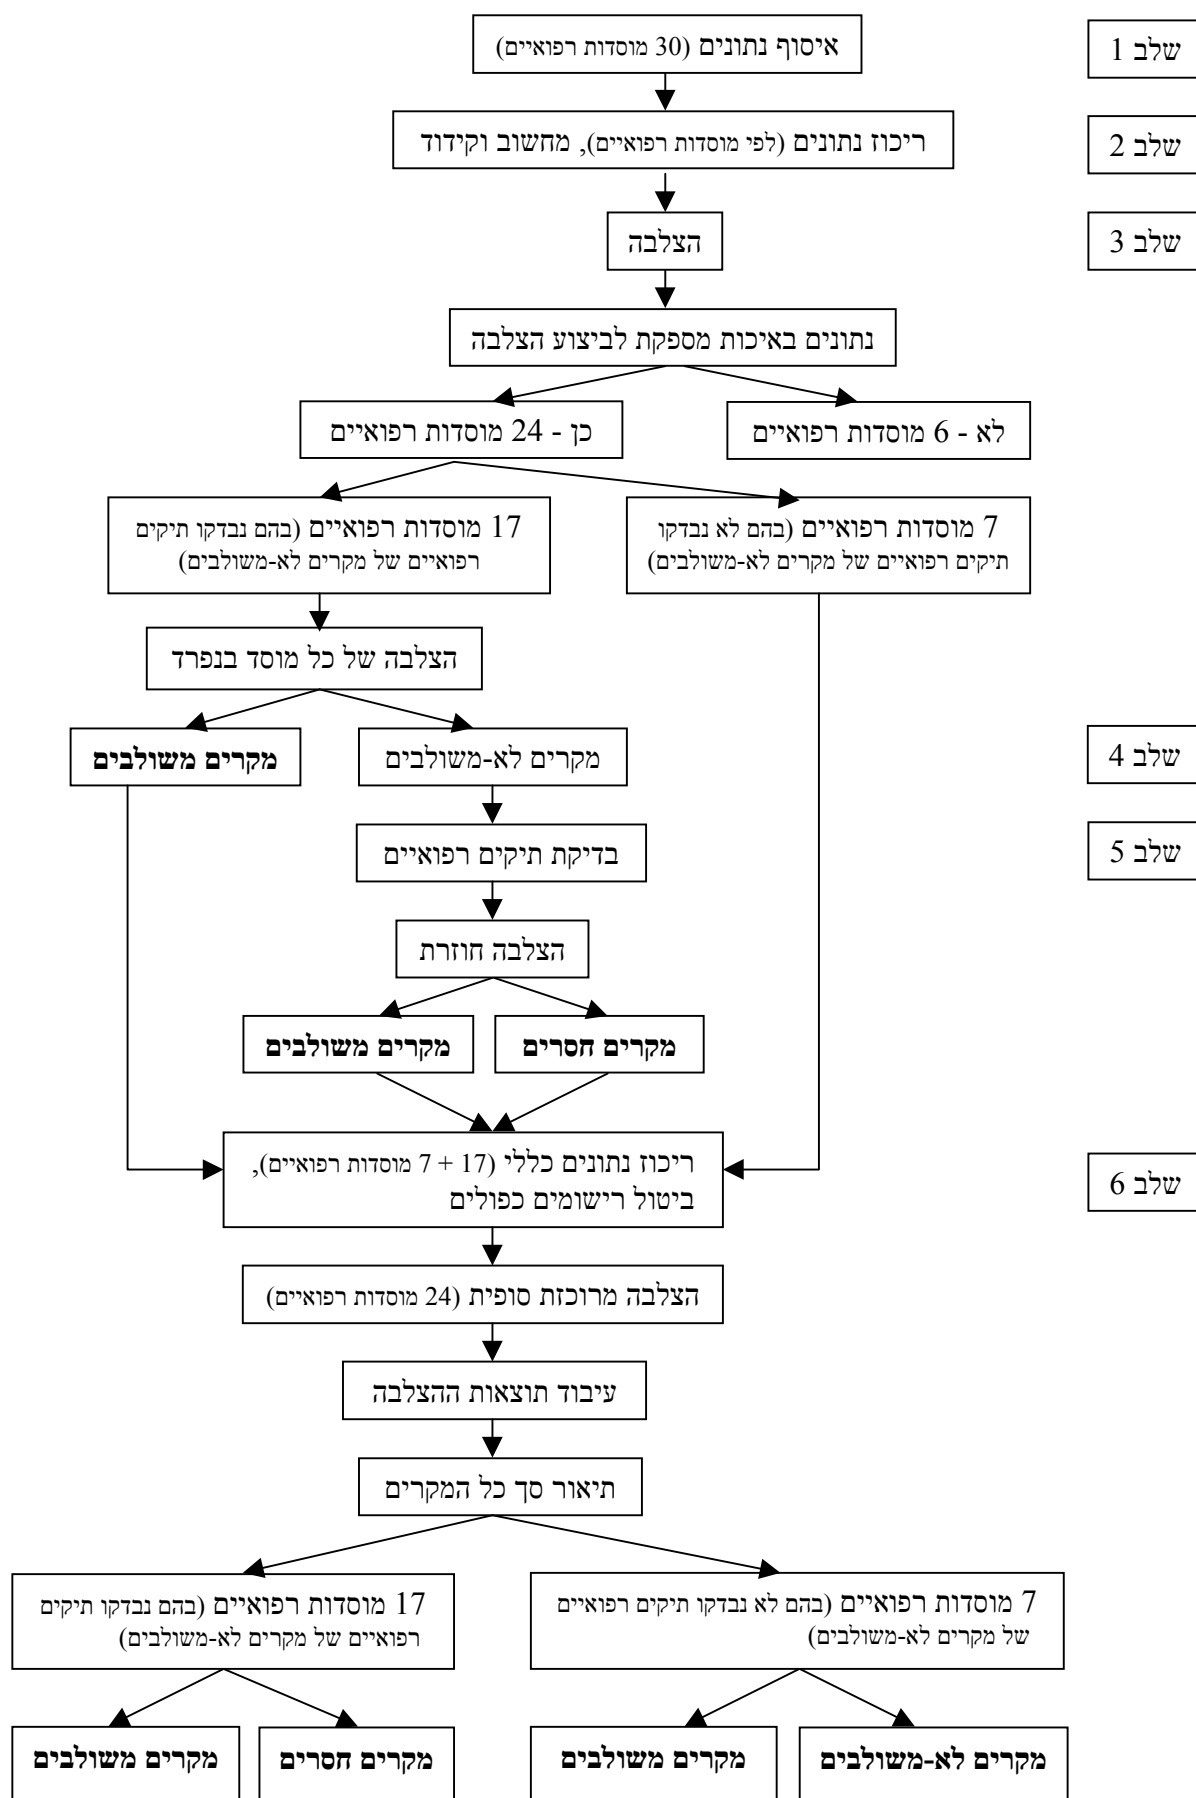 שלב 1
איסוף נתונים (30 מוסדות רפואיים)
שלב 2
ריכוז נתונים (לפי מוסדות רפואיים), מחשוב וקידוד
שלב 3
הצלבה
נתונים באיכות מספקת לביצוע הצלבה
לא - 6 מוסדות רפואיים
כן - 24 מוסדות רפואיים
7 מוסדות רפואיים (בהם לא נבדקו
תיקים רפואיים של מקרים לא-משולבים)
17 מוסדות רפואיים (בהם נבדקו תיקים
רפואיים של מקרים לא-משולבים)
הצלבה של כל מוסד בנפרד
שלב 4
מקרים לא-משולבים
מקרים משולבים
שלב 5
בדיקת תיקים רפואיים
הצלבה חוזרת
מקרים חסרים
מקרים משולבים
שלב 6
ריכוז נתונים כללי (17 + 7 מוסדות רפואיים),
ביטול רישומים כפולים
הצלבה מרוכזת סופית (24 מוסדות רפואיים)
עיבוד תוצאות ההצלבה
תיאור סך כל המקרים
7 מוסדות רפואיים (בהם לא נבדקו תיקים רפואיים
של מקרים לא-משולבים)
17 מוסדות רפואיים (בהם נבדקו תיקים
רפואיים של מקרים לא-משולבים)
מקרים לא-משולבים
מקרים משולבים
מקרים חסרים
מקרים משולבים